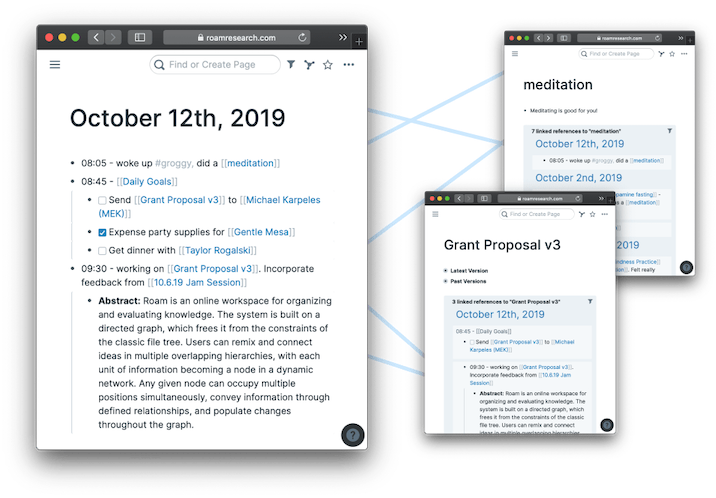 roamresearch.com
Find or Create Page
October 12th, 2019
08:05 - woke up #groggy, did a [[meditation]]
08:45 - [[Daily Goals]]
Send [[Grant Proposal v3]] to [[Michael Karpeles
(MEK)]]
Expense party supplies for [[Gentle Mesa]]
Get dinner with [[Taylor Rogalski]]
09:30 - working on [[Grant Proposal v3]]. Incorporate
feedback from [[10.6.19 Jam Session]]
Abstract: Roam is an online workspace for organizing
and evaluating knowledge. The system is built on a
directed graph, which frees it from the constraints of
the classic file tree. Users can remix and connect
ideas in multiple overlapping hierarchies, with each
unit of information becoming a node in a dynamic
network. Any given node can occupy multiple
positions simultaneously, convey information through
defined relationships, and populate changes
throughout the graph.
roamresearch.com
Find or Create Page
meditation
Meditating is good for you!
7 linked references to "meditation"
October 12th, 2019
08:05 - woke up #groggy, did a [[meditation]]
October 2nd, 2019
pamine fasting]] -
a [[meditation]]
2019
ndness Practice]]
ion]]. Felt really
roamresearch.com
Find or Create Page
Grant Proposal v3
Latest Version
Past Versions
3 linked references to "Grant Proposal v3"
October 12th, 2019
08:45 - [[Daily Goals]]
Send [[Grant Proposal v3]] to [[Michael
Karpeles (MEK)]]
09:30 - working on [[Grant Proposal v3]].
Incorporate feedback from [[10.6.19 Jam
Session]]
Abstract: Roam is an online workspace for
organizing and evaluating knowledge. The
system is built on a directed graph, which
frees it from the constraints of the classic
file tree. Users can remix and connect
ideas in multiple overlapping hierarchies,